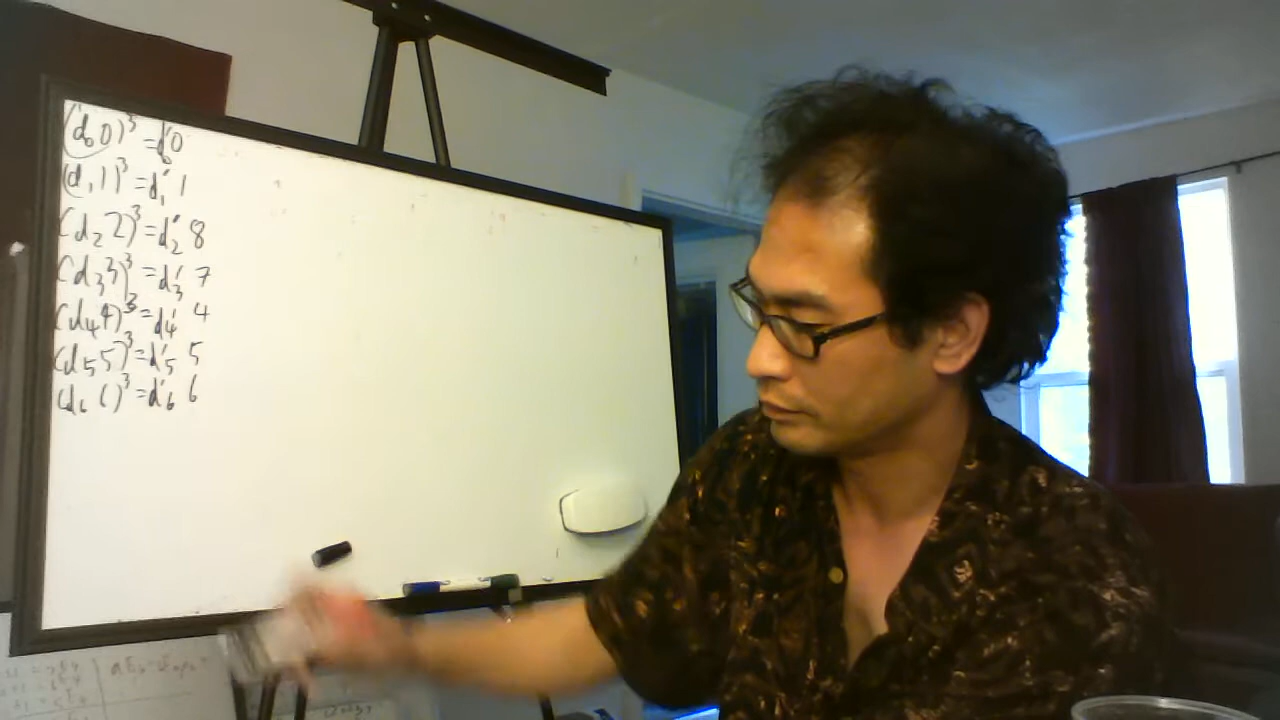 (d₀0)³=d₀'0
(d₁1)³=d₁'1
(d₂2)³=d₂'8
(d₃3)³=d₃'7
(d₄4)³=d₄'4
(d₅5)³=d₅'5
(d₆6)³=d₆'6